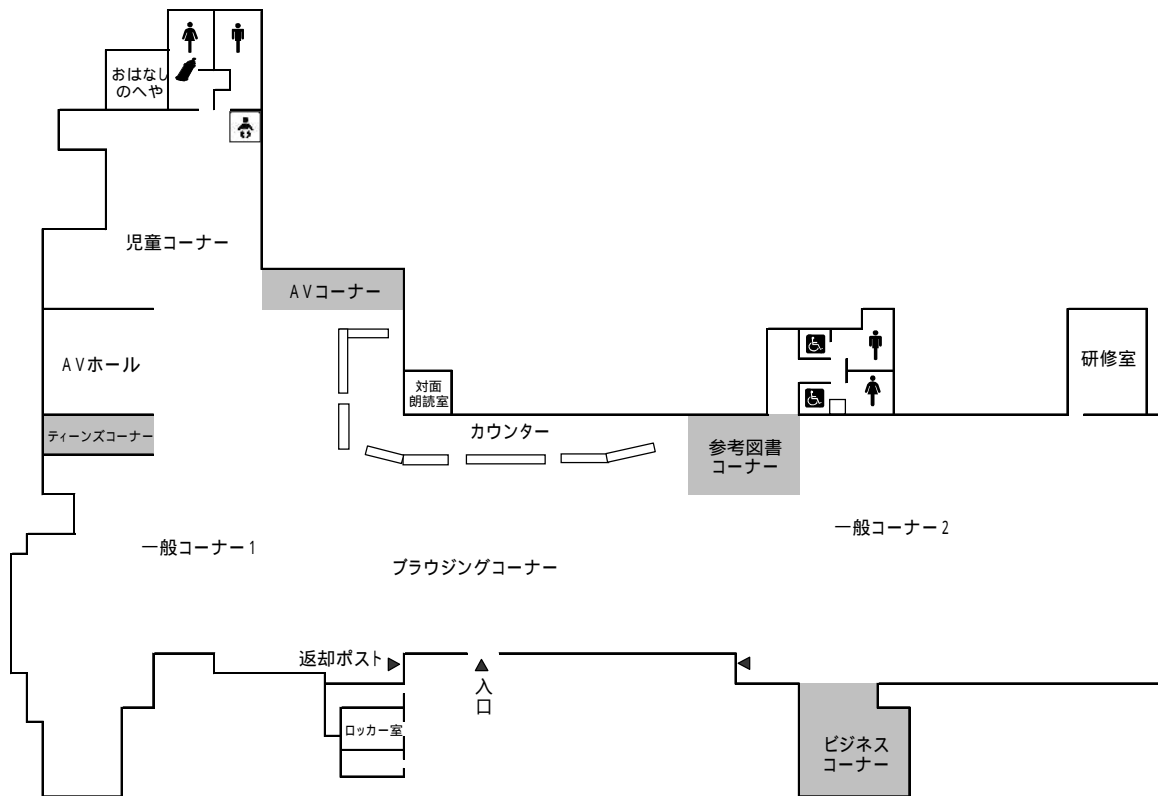 おはなし
のへや
児童コーナー
AVコーナー
AVホール
対面
朗読室
研修室
ティーンズコーナー
カウンター
参考図書
コーナー
一般コーナー2
一般コーナー1
ブラウジングコーナー
返却ポスト
入
口
ロッカー室
ビジネス
コーナー